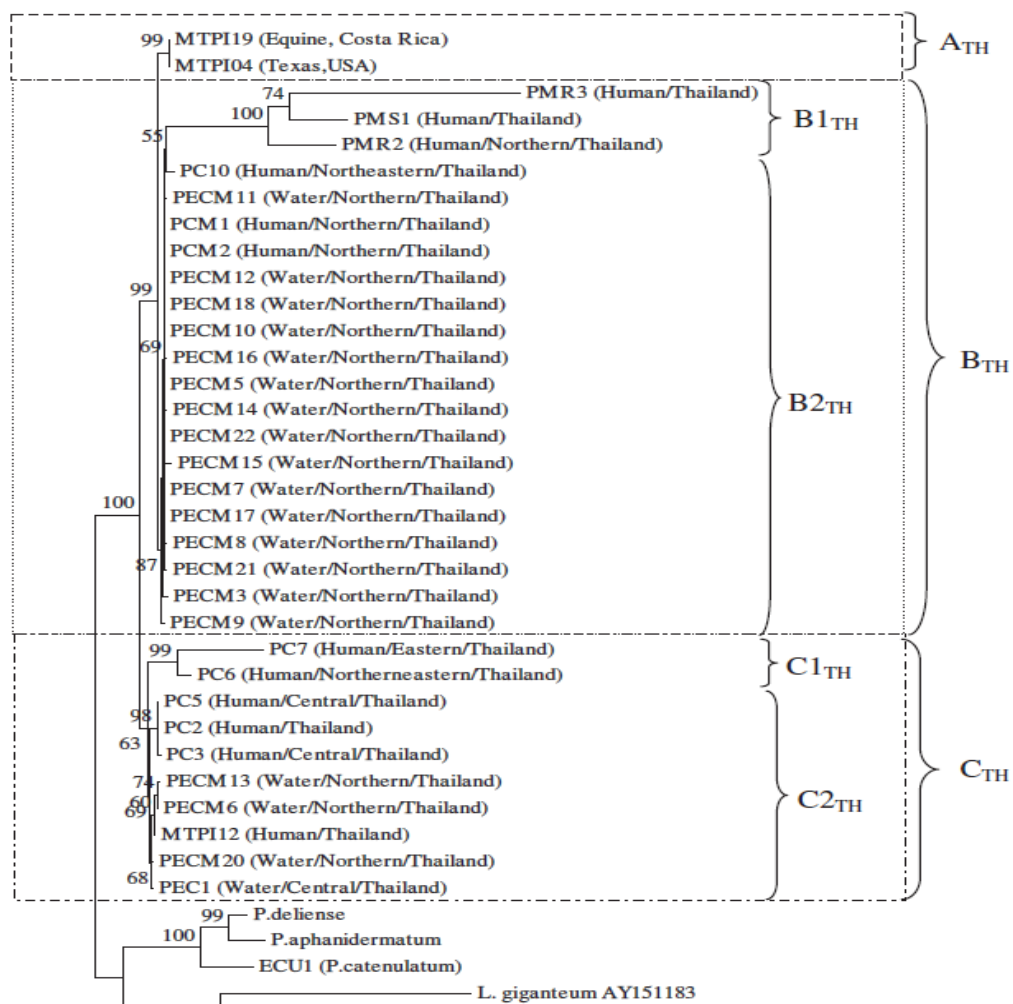 99 MTPI19 (Equine, Costa Rica)
MTPI04 (Texas,USA)
A_TH
74 PMR3 (Human/Thailand)
100 PMS1 (Human/Thailand)
B1_TH
55
PMR2 (Human/Northern/Thailand)
PC10 (Human/Northeastern/Thailand)
PECM11 (Water/Northern/Thailand)
PCM1 (Human/Northern/Thailand)
PCM2 (Human/Northern/Thailand)
PECM12 (Water/Northern/Thailand)
99
PECM18 (Water/Northern/Thailand)
PECM10 (Water/Northern/Thailand)
69
PECM16 (Water/Northern/Thailand)
B_TH
PECM5 (Water/Northern/Thailand)
PECM14 (Water/Northern/Thailand)
B2_TH
PECM22 (Water/Northern/Thailand)
PECM15 (Water/Northern/Thailand)
PECM7 (Water/Northern/Thailand)
100
PECM17 (Water/Northern/Thailand)
PECM8 (Water/Northern/Thailand)
87
PECM21 (Water/Northern/Thailand)
PECM3 (Water/Northern/Thailand)
PECM9 (Water/Northern/Thailand)
99 PC7 (Human/Eastern/Thailand)
PC6 (Human/Northerneastern/Thailand)
C1_TH
PC5 (Human/Central/Thailand)
98
PC2 (Human/Thailand)
63
PC3 (Human/Central/Thailand)
C_TH
74 PECM13 (Water/Northern/Thailand)
60
PECM6 (Water/Northern/Thailand)
C2_TH
69
MTPI12 (Human/Thailand)
PECM20 (Water/Northern/Thailand)
68
PEC1 (Water/Central/Thailand)
99 P.deliense
100 P.aphanidermatum
ECU1 (P.catenulatum)
L. giganteum AY151183